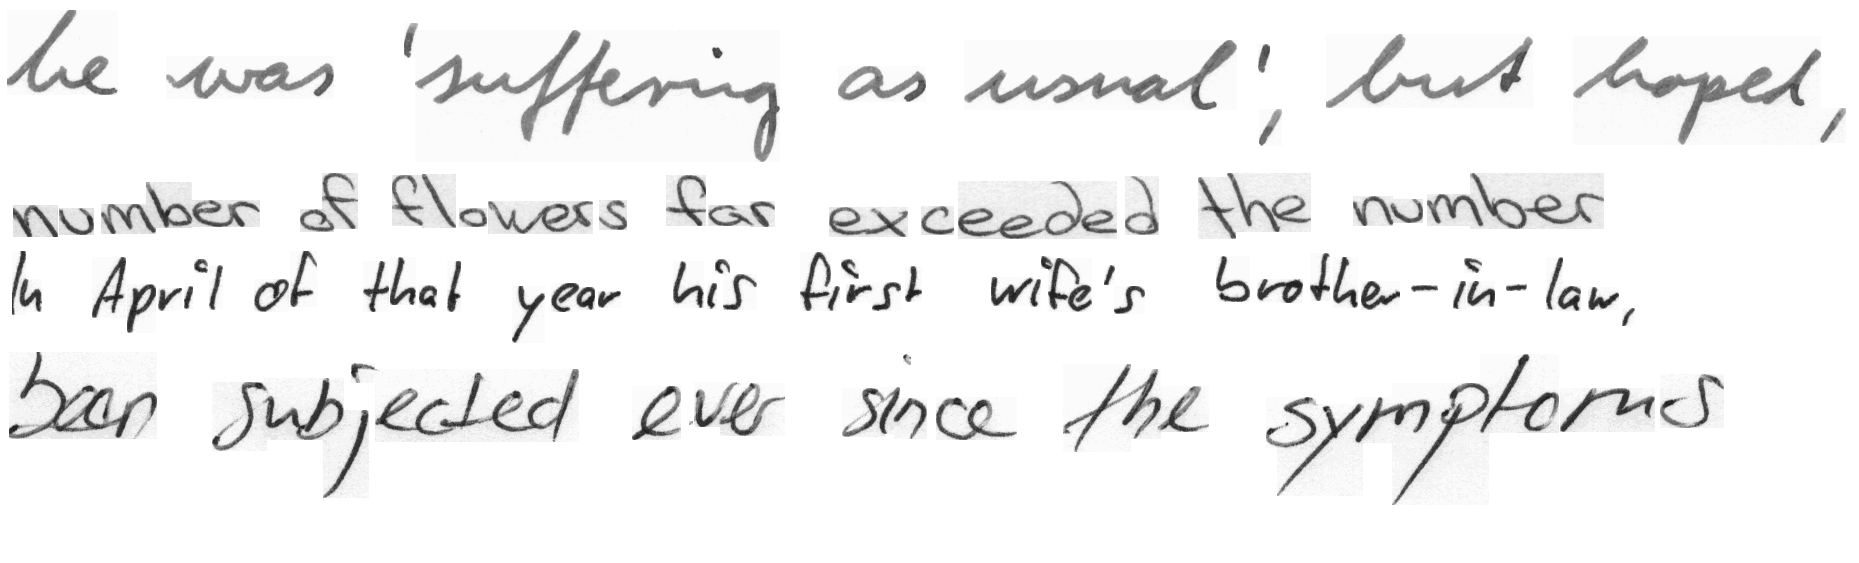 he was 'suffering as usual', but hoped,
number of flowers far exceeded the number
In April of that year his first wife's brother-in-law,
been subjected ever since the symptoms